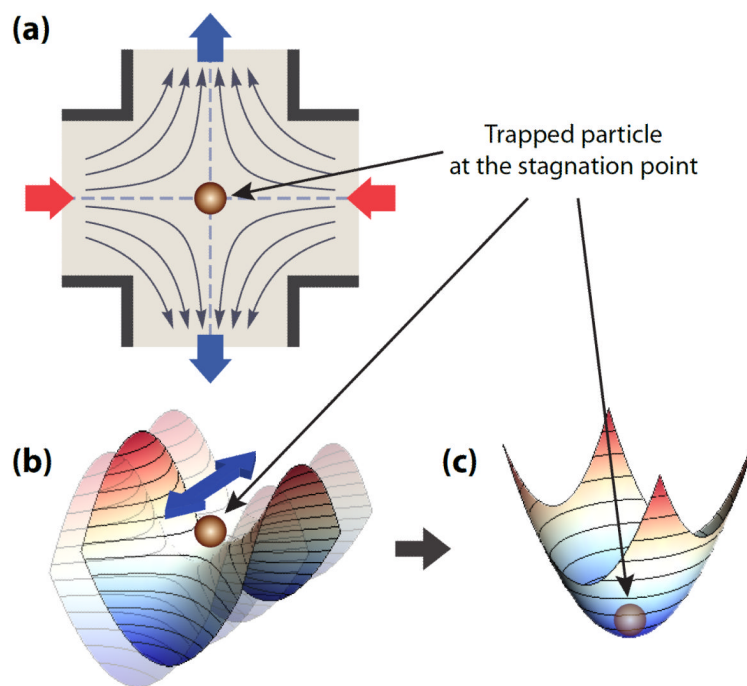 (a)
Trapped particle
at the stagnation point
(b)
(c)